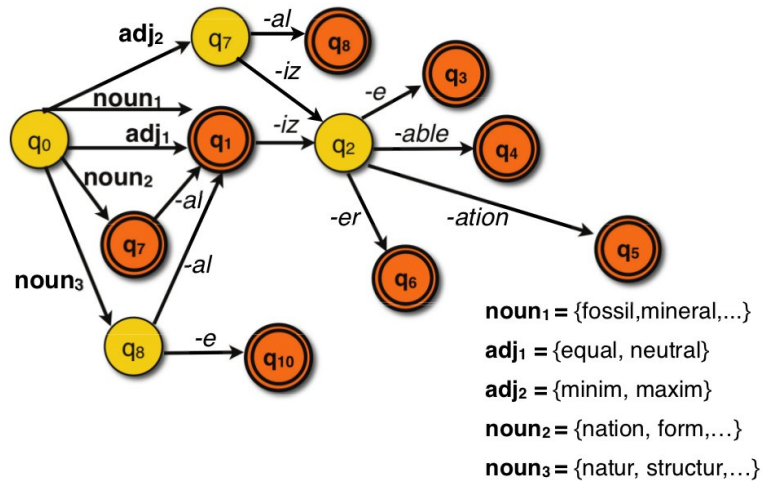 -al
adj₂
q₇
q₈
-iz
q₃
noun₁
-e
q₀
adj₁
q₁
-iz
q₂
-able
q₄
noun₂
-al
q₇
-er
-ation
q₅
noun₃
-al
q₆
noun₁ = {fossil,mineral,...}
q₈
-e
q₁₀
adj₁ = {equal, neutral}
adj₂ = {minim, maxim}
noun₂ = {nation, form,…}
noun₃ = {natur, structur,…}